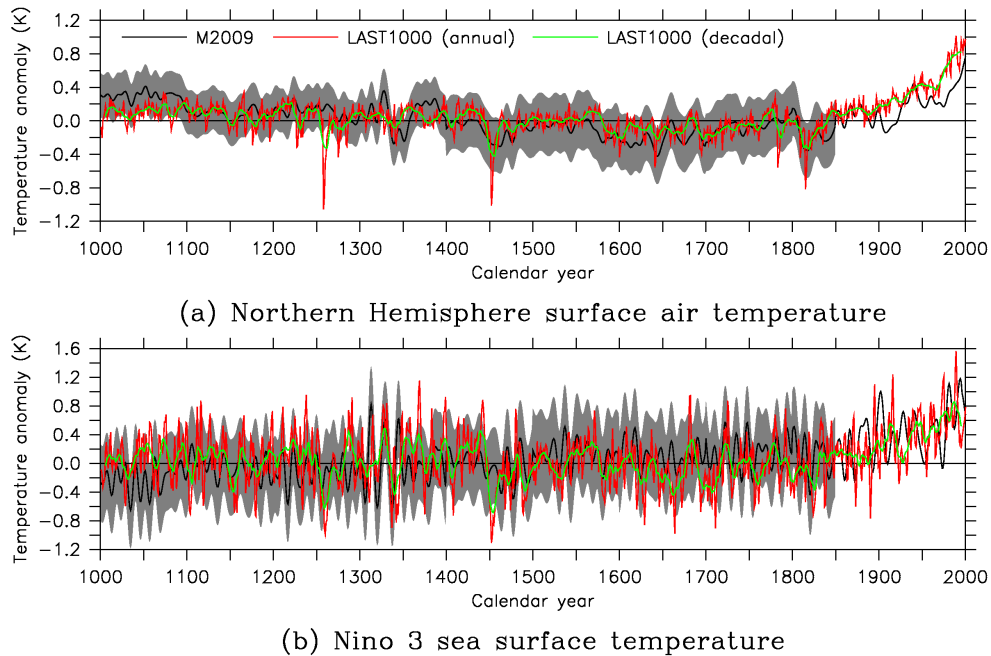 Temperature anomaly (K)
1.2
0.8
0.4
0.0
−0.4
−0.8
−1.2
M2009
LAST1000 (annual)
LAST1000 (decadal)
1000 1100 1200 1300 1400 1500 1600 1700 1800 1900 2000
Calendar year
(a) Northern Hemisphere surface air temperature
Temperature anomaly (K)
1.6
1.2
0.8
0.4
0.0
−0.4
−0.8
−1.2
1000 1100 1200 1300 1400 1500 1600 1700 1800 1900 2000
Calendar year
(b) Nino 3 sea surface temperature